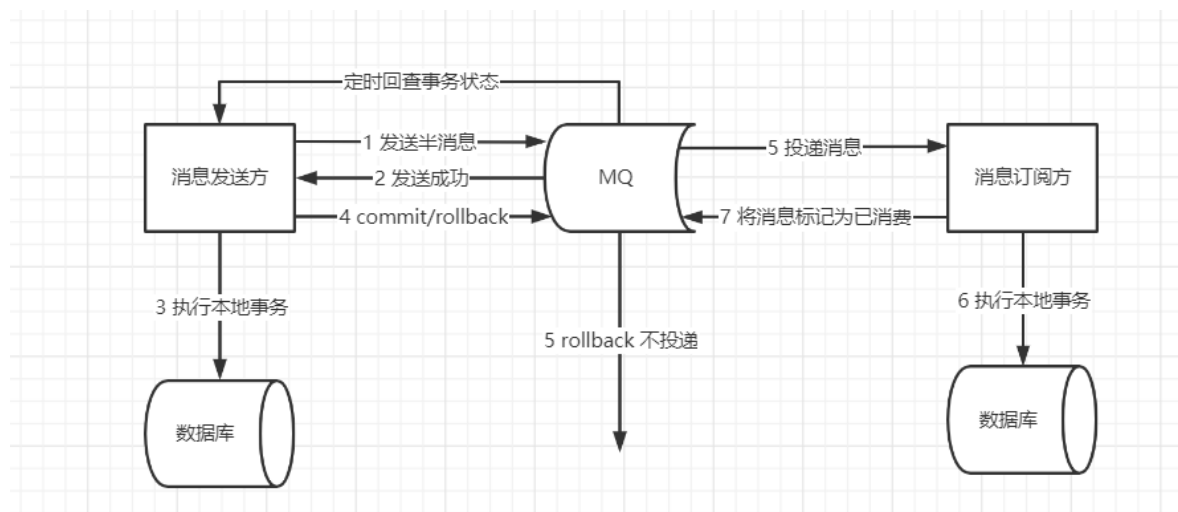 定时回查事务状态
1 发送半消息
消息发送方
2 发送成功
MQ
5 投递消息
消息订阅方
4 commit/rollback
7 将消息标记为已消费
3 执行本地事务
6 执行本地事务
5 rollback 不投递
数据库
数据库